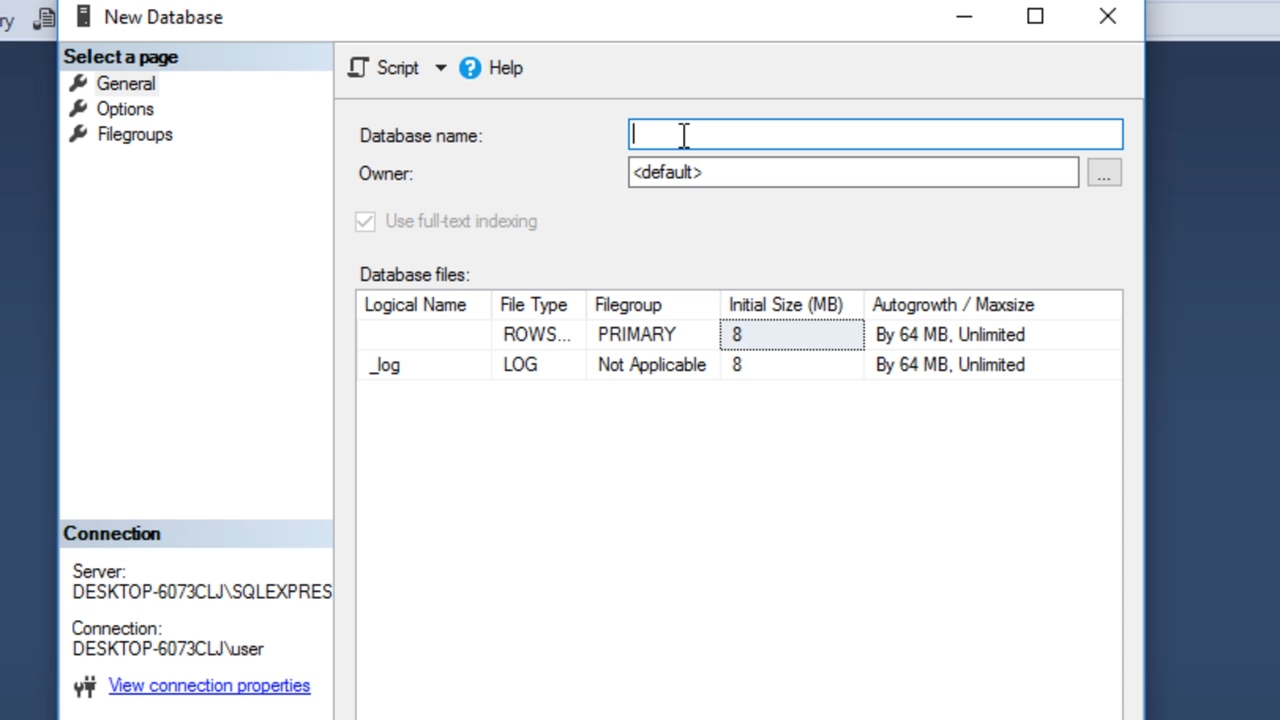 ry
New Database
Select a page
General
Options
Filegroups
Script
Help
Database name:
Owner:
<default>
...
Use full-text indexing
Database files:
Logical Name File Type Filegroup Initial Size (MB) Autogrowth / Maxsize
ROWS... PRIMARY 8 By 64 MB, Unlimited
_log LOG Not Applicable 8 By 64 MB, Unlimited
Connection
Server:
DESKTOP-6073CLJ\SQLEXPRES
Connection:
DESKTOP-6073CLJ\user
View connection properties